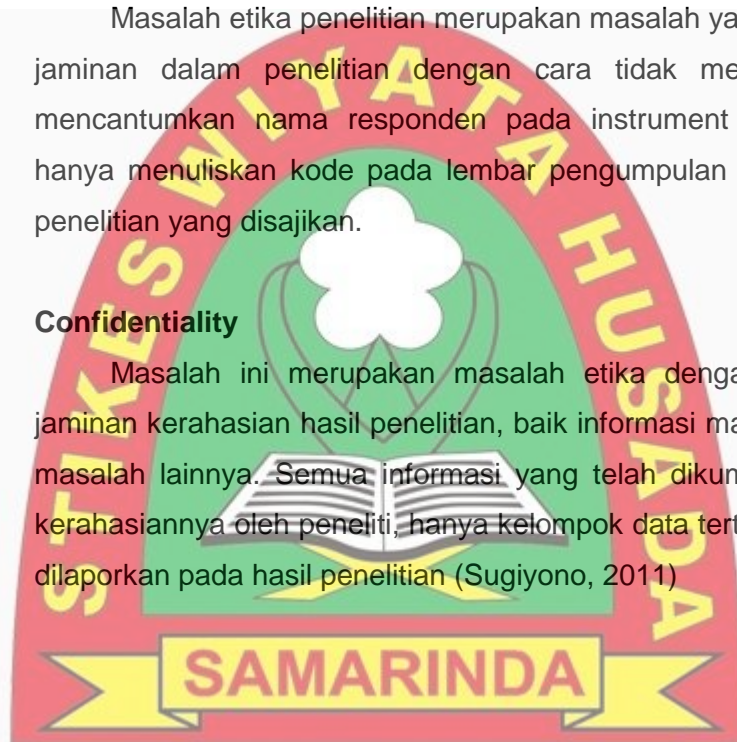 Masalah etika penelitian merupakan masalah ya
jaminan dalam penelitian dengan cara tidak me
mencantumkan nama responden pada instrument
hanya menuliskan kode pada lembar pengumpulan
penelitian yang disajikan.
Confidentiality
Masalah ini merupakan masalah etika denga
jaminan kerahasian hasil penelitian, baik informasi ma
masalah lainnya. Semua informasi yang telah dikum
kerahasiannya oleh peneliti, hanya kelompok data tert
dilaporkan pada hasil penelitian (Sugiyono, 2011)
STIKES WIYATA HUSADA
SAMARINDA